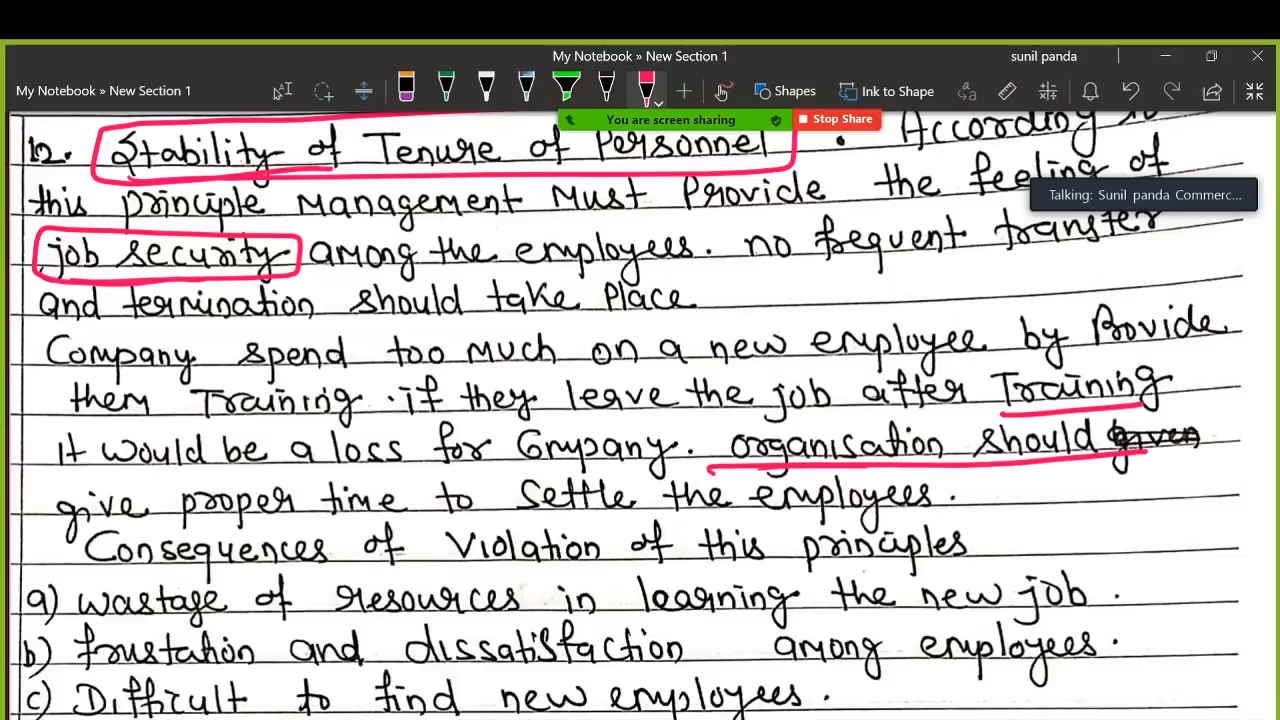 My Notebook » New Section 1
sunil panda
My Notebook » New Section 1
Shapes
Ink to Shape
You are screen sharing
Stop Share
Talking: Sunil panda Commerc...
12. Stability of Tenure of Personnel . According to
this principle Management Must Provide the feeling of
job security among the employees. no frequent transfer
and termination should take Place
Company spend too much on a new employee by Provide
them Training . if they leave the job after Training
it would be a loss for Company. organisation should given
give proper time to settle the employees.
Consequences of Violation of this principles
a) wastage of resources in learning the new job.
b) frustation and dissatisfaction among employees.
c) Difficult to find new employees.